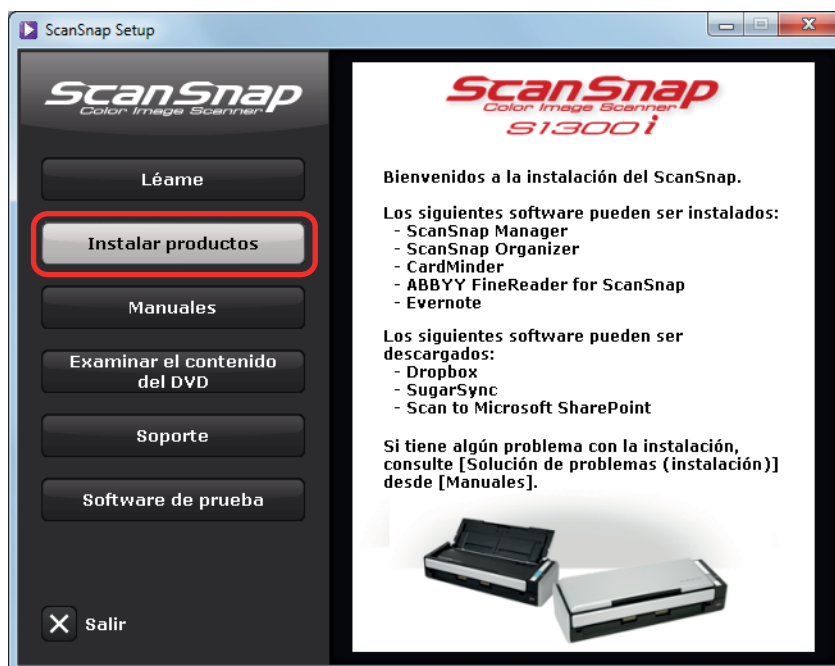 ScanSnap Setup
ScanSnap
Color Image Scanner
Léame
Instalar productos
Manuales
Examinar el contenido
del DVD
Soporte
Software de prueba
Salir
ScanSnap
Color Image Scanner
S1300i
Bienvenidos a la instalación del ScanSnap.
Los siguientes software pueden ser instalados:
- ScanSnap Manager
- ScanSnap Organizer
- CardMinder
- ABBYY FineReader for ScanSnap
- Evernote
Los siguientes software pueden ser
descargados:
- Dropbox
- SugarSync
- Scan to Microsoft SharePoint
Si tiene algún problema con la instalación,
consulte [Solución de problemas (instalación)]
desde [Manuales].